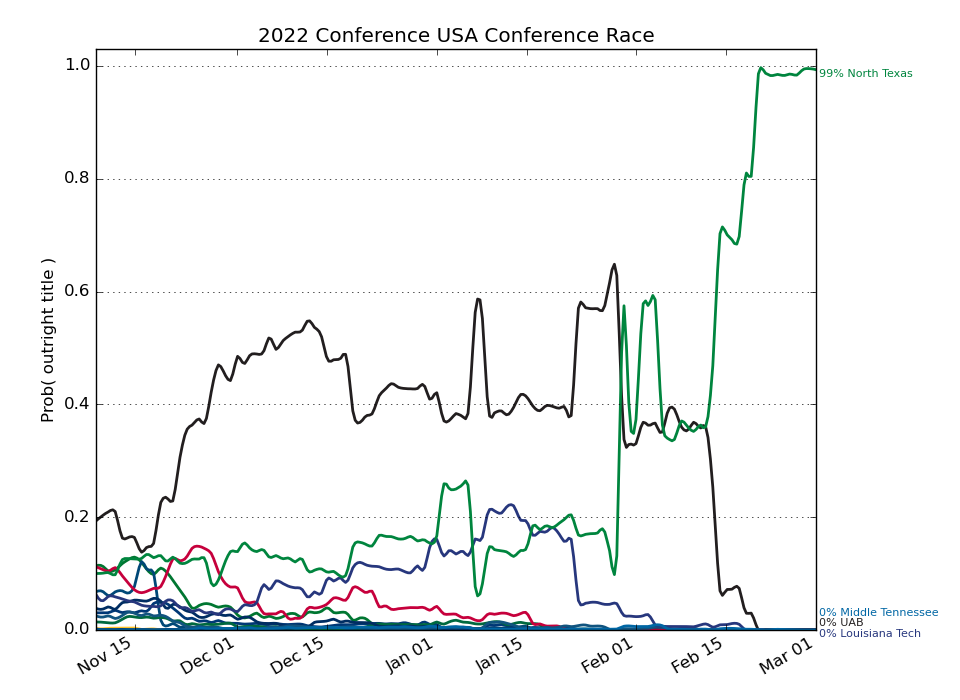 2022 Conference USA Conference Race
Prob( outright title )
1.0
0.8
0.6
0.4
0.2
0.0
Nov 15
Dec 01
Dec 15
Jan 01
Jan 15
Feb 01
Feb 15
Mar 01
99% North Texas
0% Middle Tennessee
0% UAB
0% Louisiana Tech